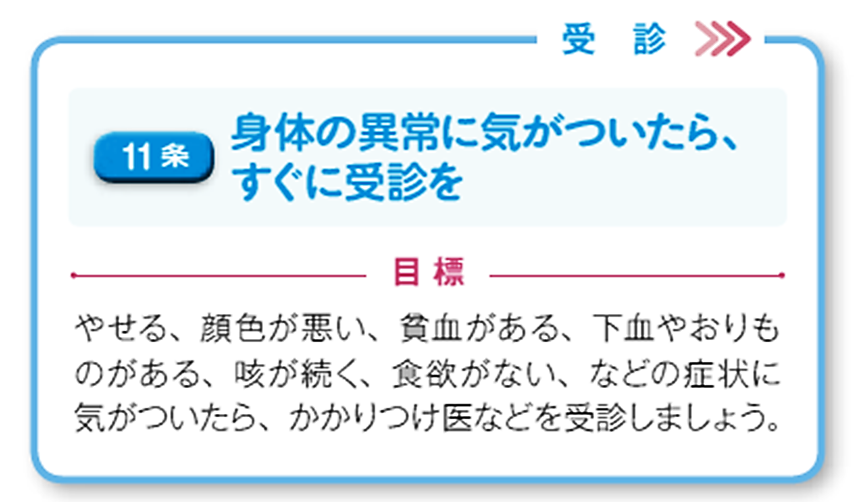 受 診
11条
身体の異常に気がついたら、
すぐに受診を
目 標
やせる、顔色が悪い、貧血がある、下血やおりも
のがある、咳が続く、食欲がない、などの症状に
気がついたら、かかりつけ医などを受診しましょう。